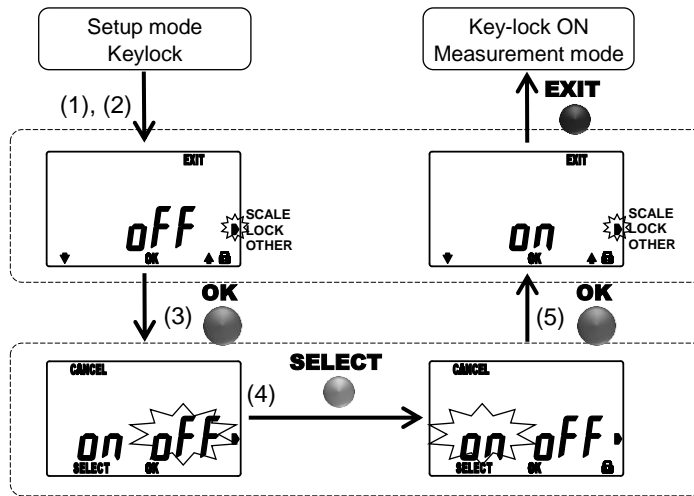 Setup mode
Keylock
Key-lock ON
Measurement mode
(1), (2)
EXIT
EXIT
oFF
SCALE
LOCK
OTHER
OK
EXIT
on
SCALE
LOCK
OTHER
OK
(3)
OK
(5)
OK
CANCEL
on oFF
SELECT OK
(4)
SELECT
CANCEL
on oFF
SELECT OK